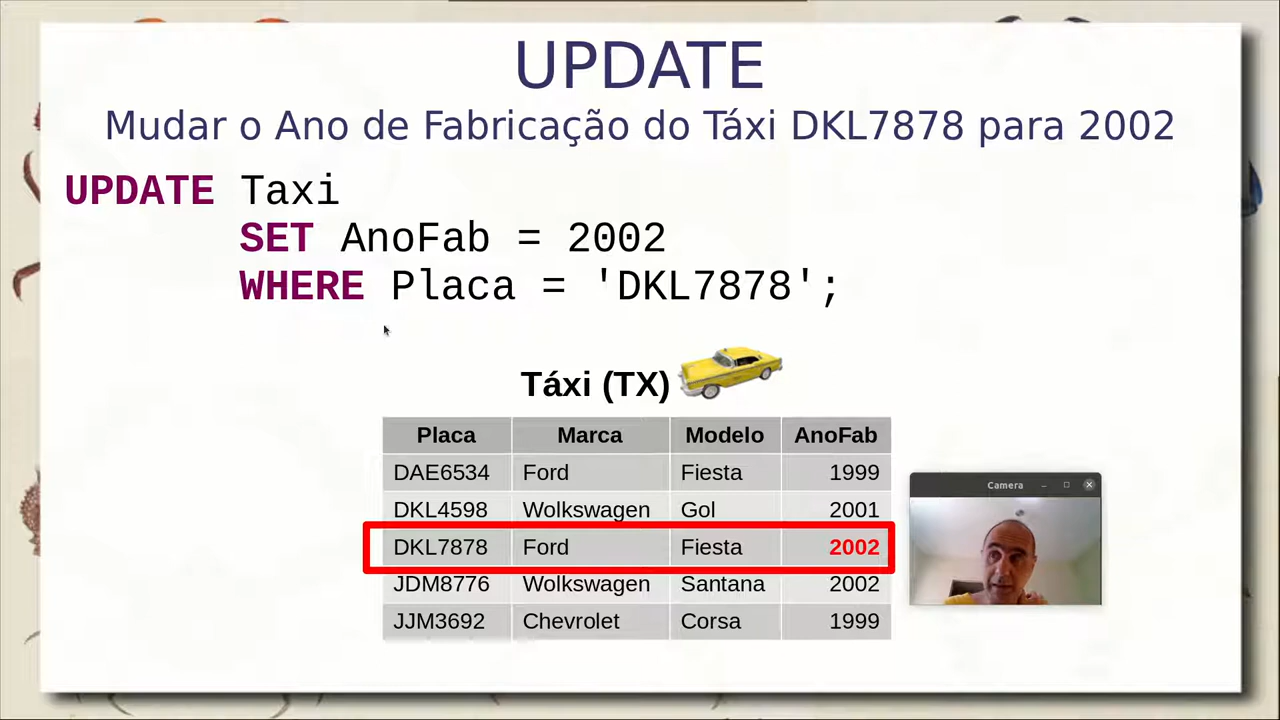 UPDATE
Mudar o Ano de Fabricação do Táxi DKL7878 para 2002
UPDATE Taxi
SET AnoFab = 2002
WHERE Placa = 'DKL7878';
Táxi (TX)
Placa Marca Modelo AnoFab
DAE6534 Ford Fiesta 1999
DKL4598 Wolkswagen Gol 2001
DKL7878 Ford Fiesta 2002
JDM8776 Wolkswagen Santana 2002
JJM3692 Chevrolet Corsa 1999
Camera